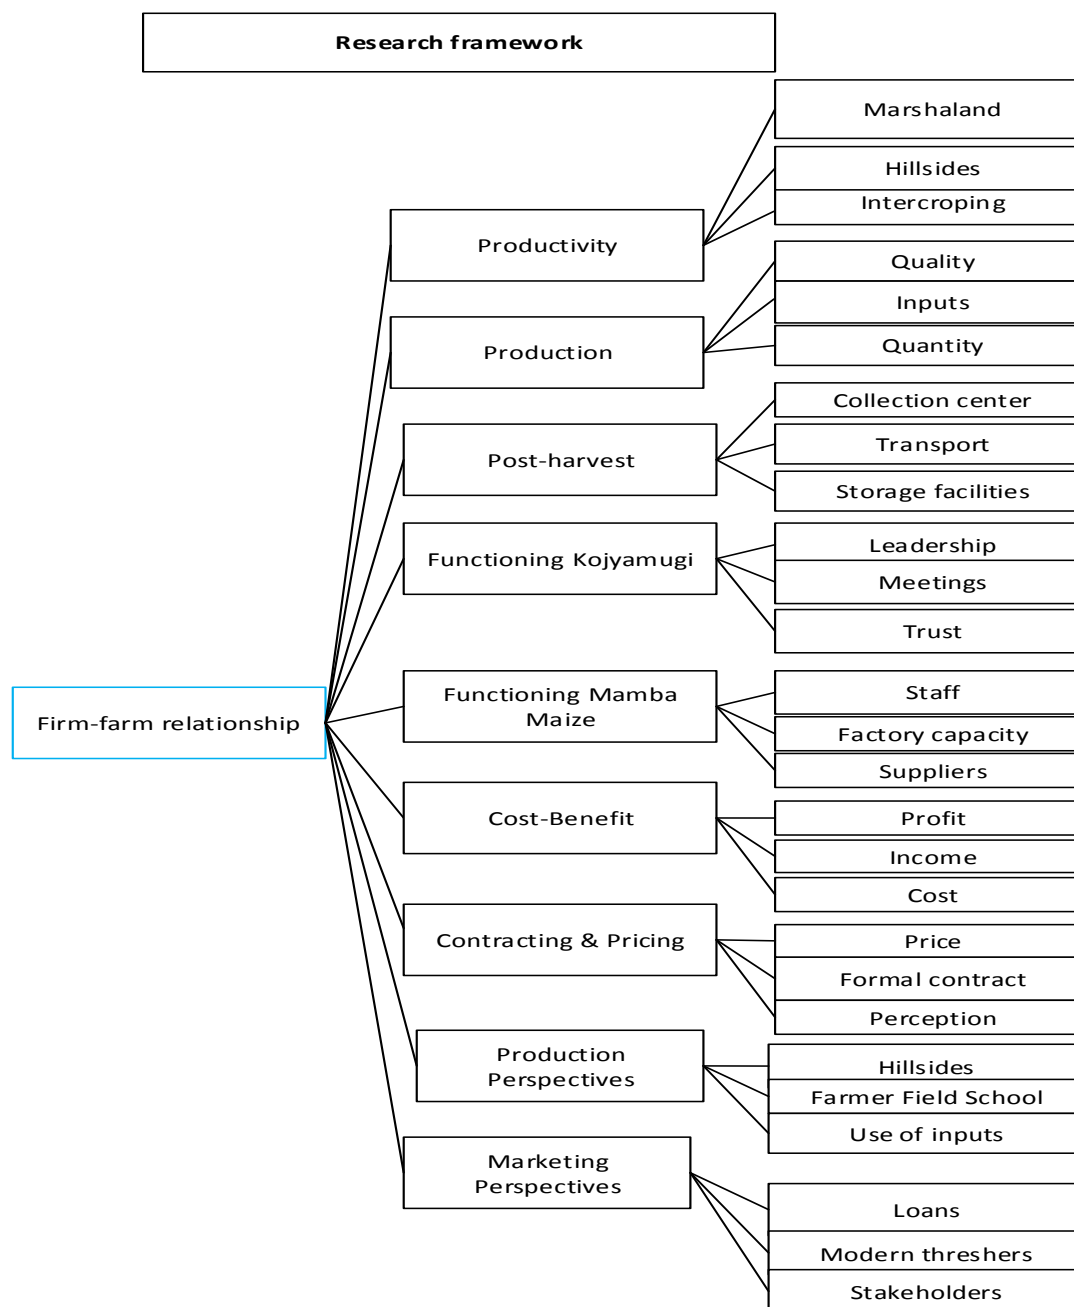 Research framework
Marshaland
Hillsides
Intercroping
Productivity
Quality
Inputs
Quantity
Production
Collection center
Transport
Storage facilities
Post-harvest
Leadership
Meetings
Trust
Functioning Kojyamugi
Firm-farm relationship
Functioning Mamba
Maize
Staff
Factory capacity
Suppliers
Cost-Benefit
Profit
Income
Cost
Contracting & Pricing
Price
Formal contract
Perception
Production
Perspectives
Hillsides
Farmer Field School
Use of inputs
Marketing
Perspectives
Loans
Modern threshers
Stakeholders